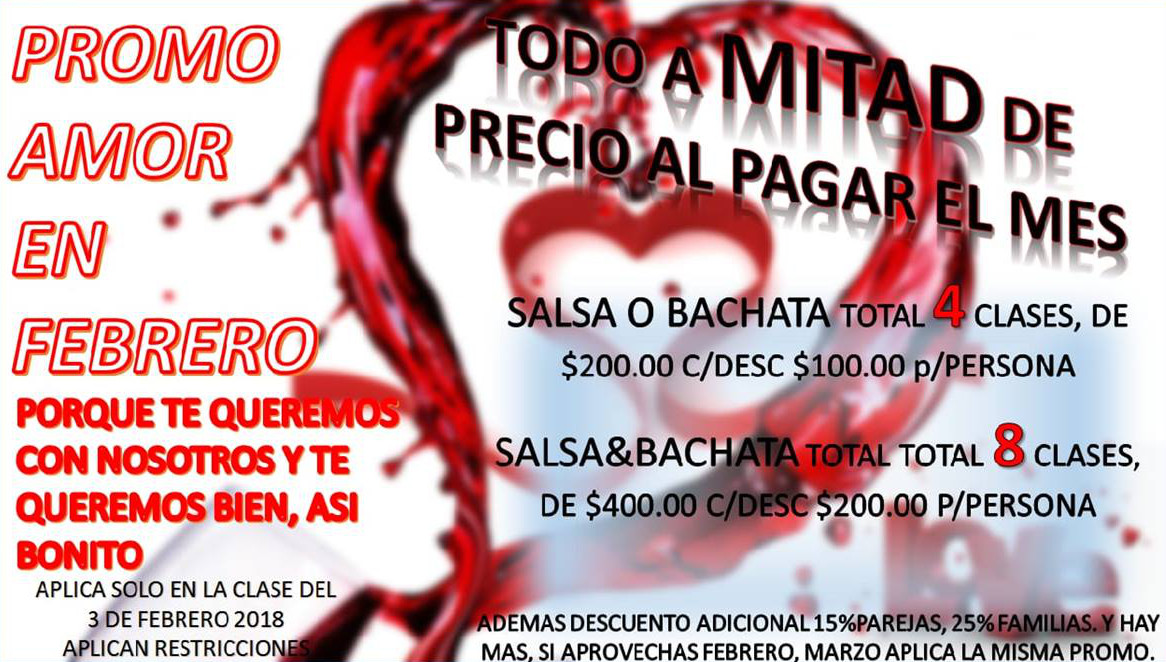 PROMO
AMOR
EN
FEBRERO
PORQUE TE QUEREMOS
CON NOSOTROS Y TE
QUEREMOS BIEN, ASI
BONITO
APLICA SOLO EN LA CLASE DEL
3 DE FEBRERO 2018
APLICAN RESTRICCIONES
TODO A MITAD DE
PRECIO AL PAGAR EL MES
SALSA O BACHATA TOTAL 4 CLASES, DE
$200.00 C/DESC $100.00 p/PERSONA
SALSA&BACHATA TOTAL TOTAL 8 CLASES,
DE $400.00 C/DESC $200.00 P/PERSONA
ADEMAS DESCUENTO ADICIONAL 15%PAREJAS, 25% FAMILIAS. Y HAY
MAS, SI APROVECHAS FEBRERO, MARZO APLICA LA MISMA PROMO.